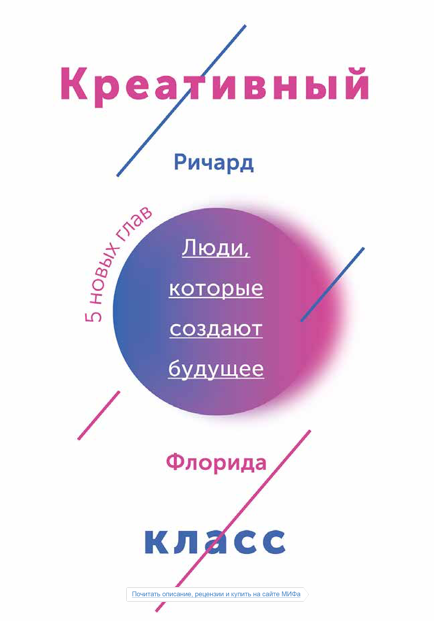 Креативный
Ричард
5 новых глав
Люди,
которые
создают
будущее
Флорида
класс
Почитать описание, рецензии и купить на сайте МИФа